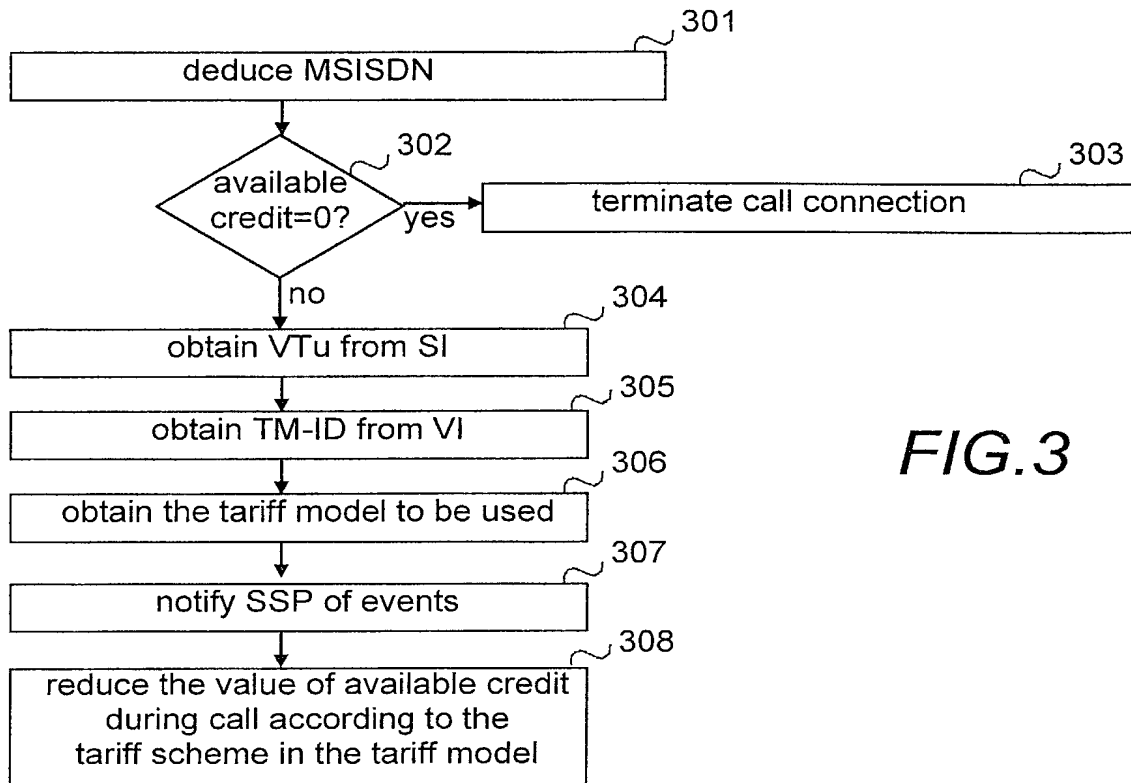 301
deduce MSISDN
302
available
credit=0?
yes
303
terminate call connection
no
304
obtain VTu from SI
305
obtain TM-ID from VI
306
obtain the tariff model to be used
307
notify SSP of events
308
reduce the value of available credit
during call according to the
tariff scheme in the tariff model
FIG.3